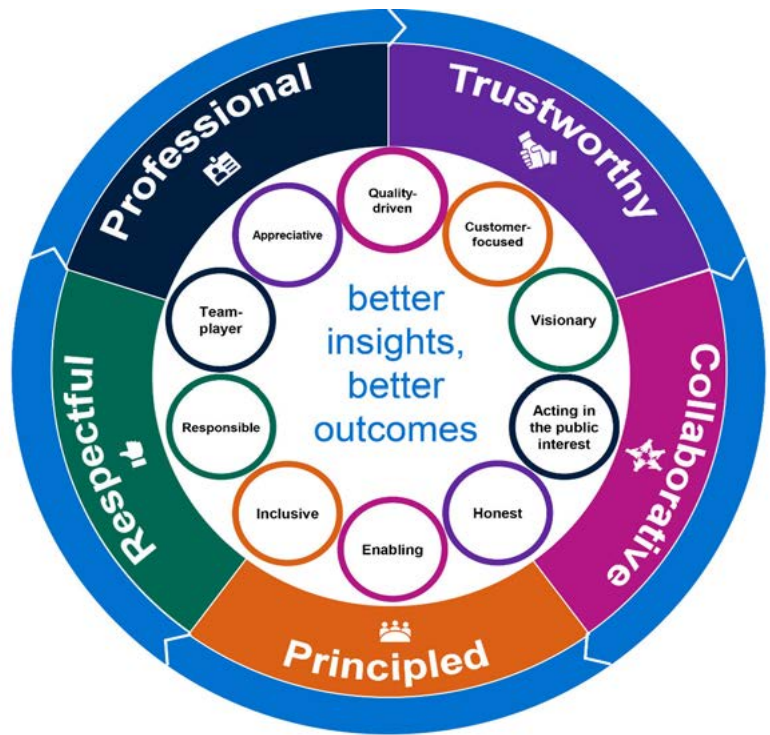 Professional
Trustworthy
Collaborative
Principled
Respectful
Quality-
driven
Customer-
focused
Visionary
Acting in
the public
interest
Honest
Enabling
Inclusive
Responsible
Team-
player
Appreciative
better
insights,
better
outcomes